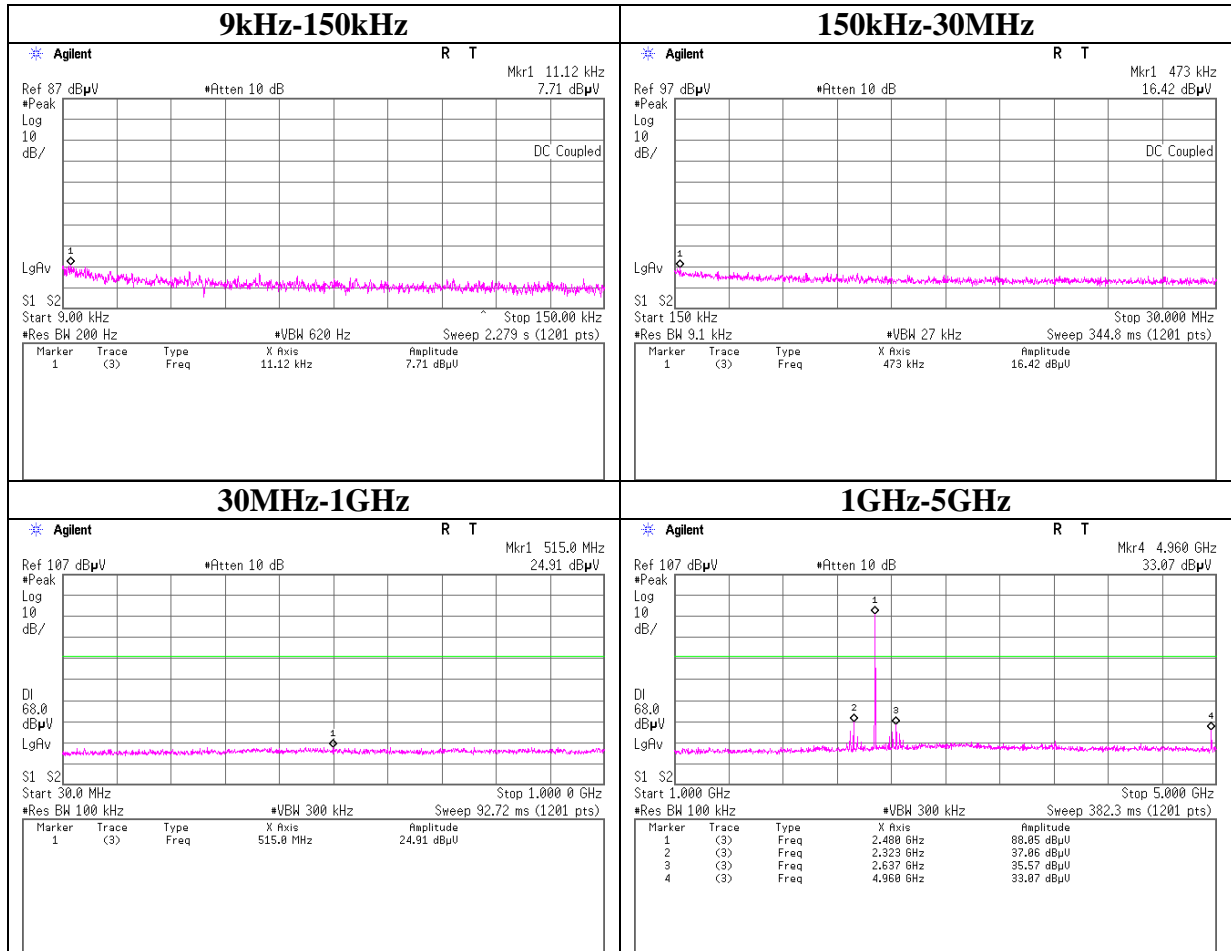 9kHz-150kHz
Agilent R T
Mkr1 11.12 kHz
Ref 87 dBµV #Atten 10 dB 7.71 dBµV
#Peak
Log
10
dB/
DC Coupled
1
LgAv
S1 S2
Start 9.00 kHz ^ Stop 150.00 kHz
#Res BW 200 Hz #VBW 620 Hz Sweep 2.279 s (1201 pts)
Marker Trace Type X Axis Amplitude
1 (3) Freq 11.12 kHz 7.71 dBµV
150kHz-30MHz
Agilent R T
Mkr1 473 kHz
Ref 97 dBµV #Atten 10 dB 16.42 dBµV
#Peak
Log
10
dB/
DC Coupled
1
LgAv
S1 S2
Start 150 kHz Stop 30.000 MHz
#Res BW 9.1 kHz #VBW 27 kHz Sweep 344.8 ms (1201 pts)
Marker Trace Type X Axis Amplitude
1 (3) Freq 473 kHz 16.42 dBµV
30MHz-1GHz
Agilent R T
Mkr1 515.0 MHz
Ref 107 dBµV #Atten 10 dB 24.91 dBµV
#Peak
Log
10
dB/
DI
68.0
dBµV
1
LgAv
S1 S2
Start 30.0 MHz Stop 1.000 0 GHz
#Res BW 100 kHz #VBW 300 kHz Sweep 92.72 ms (1201 pts)
Marker Trace Type X Axis Amplitude
1 (3) Freq 515.0 MHz 24.91 dBµV
1GHz-5GHz
Agilent R T
Mkr4 4.960 GHz
Ref 107 dBµV #Atten 10 dB 33.07 dBµV
#Peak
Log
10
dB/
1
DI
68.0
dBµV
2 3 4
LgAv
S1 S2
Start 1.000 GHz Stop 5.000 GHz
#Res BW 100 kHz #VBW 300 kHz Sweep 382.3 ms (1201 pts)
Marker Trace Type X Axis Amplitude
1 (3) Freq 2.480 GHz 88.05 dBµV
2 (3) Freq 2.323 GHz 37.06 dBµV
3 (3) Freq 2.637 GHz 35.57 dBµV
4 (3) Freq 4.960 GHz 33.07 dBµV